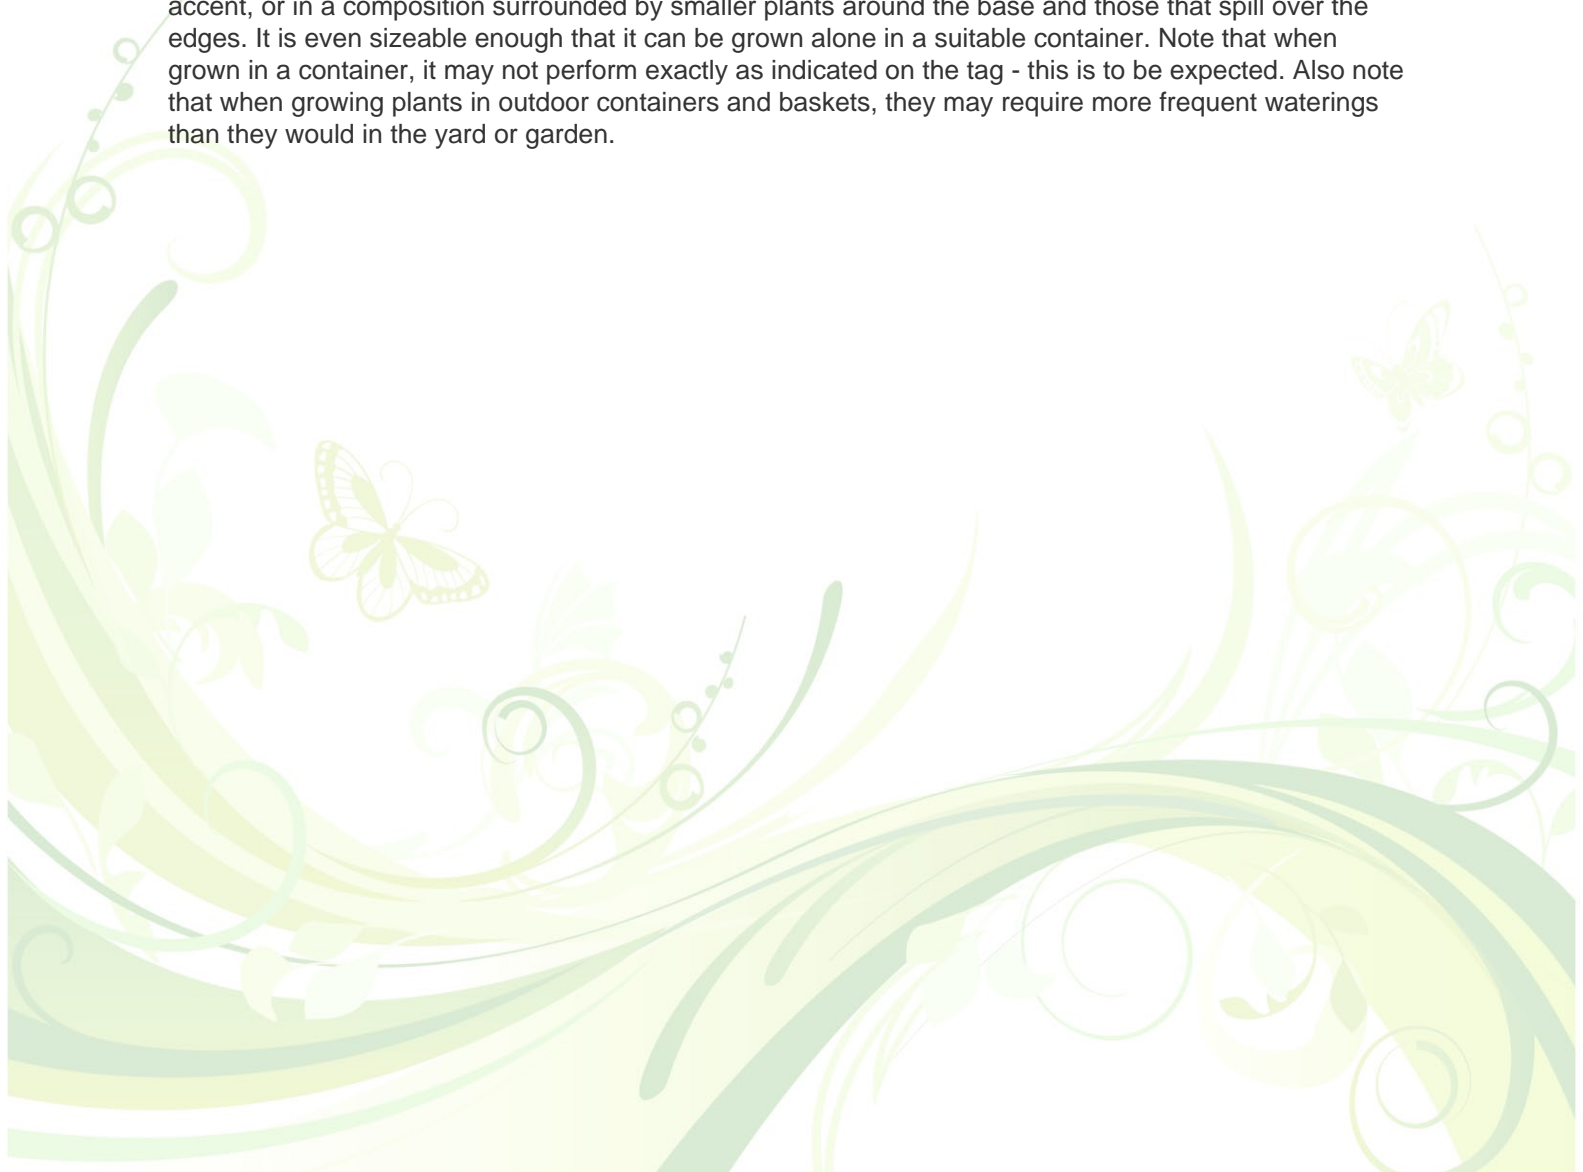 accent, or in a composition surrounded by smaller plants around the base and those that spill over the
edges. It is even sizeable enough that it can be grown alone in a suitable container. Note that when
grown in a container, it may not perform exactly as indicated on the tag - this is to be expected. Also note
that when growing plants in outdoor containers and baskets, they may require more frequent waterings
than they would in the yard or garden.